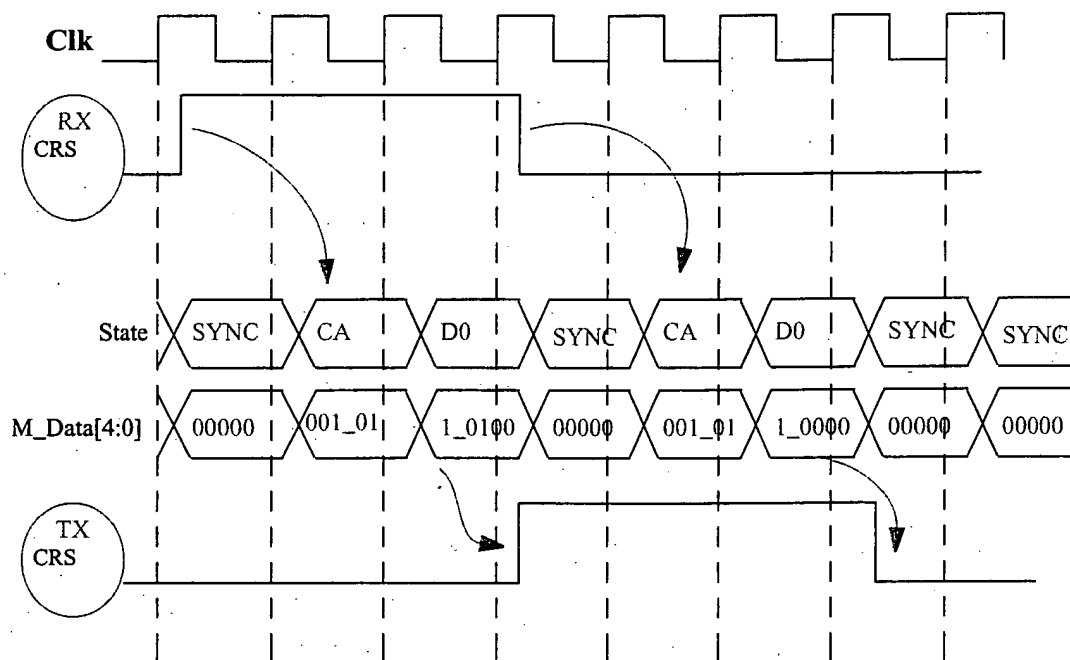 Clk
RX
CRS
State SYNC CA D0 SYNC CA D0 SYNC SYNC
M_Data[4:0] 00000 001_01 1_0100 00000 001_01 1_0000 00000 00000
TX
CRS